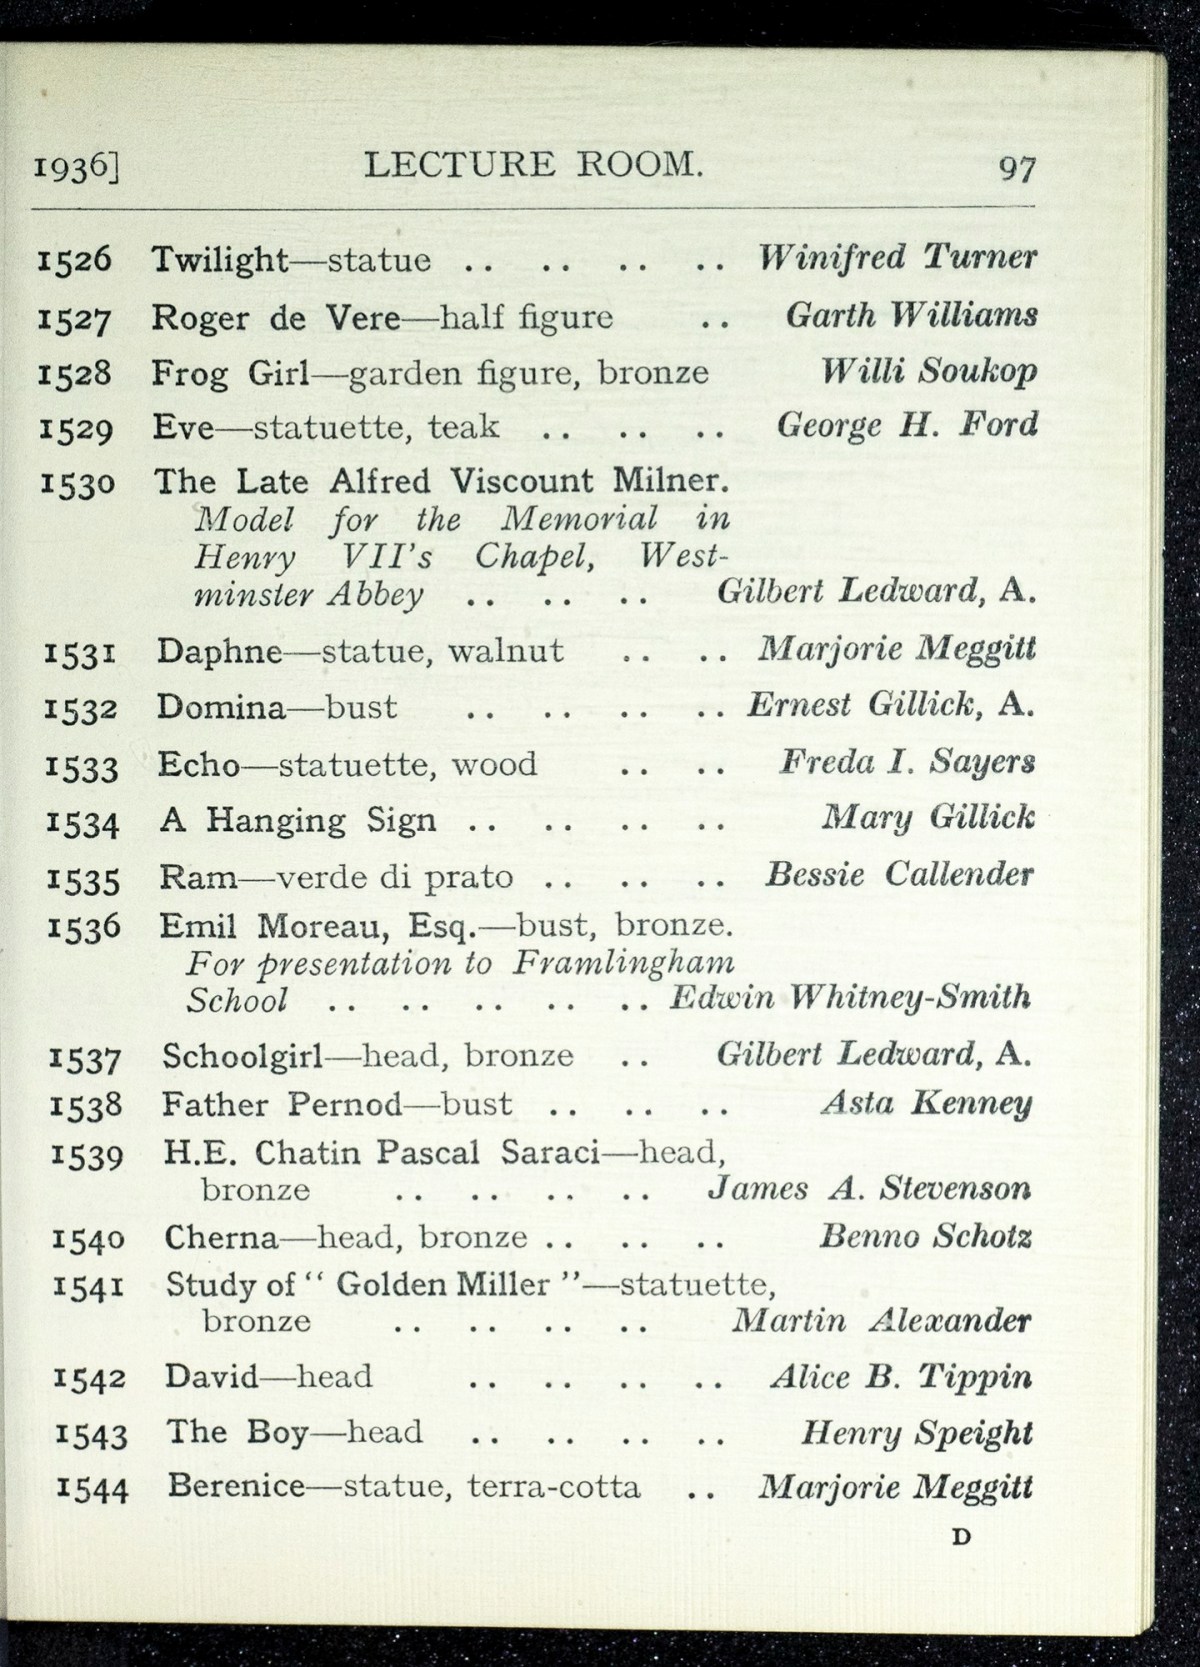 1936] LECTURE ROOM. 97
1526 Twilight—statue .. .. .. .. Winifred Turner
1527 Roger de Vere—half figure .. Garth Williams
1528 Frog Girl—garden figure, bronze Willi Soukop
1529 Eve—statuette, teak .. .. .. George H. Ford
1530 The Late Alfred Viscount Milner.
Model for the Memorial in
Henry VII's Chapel, West-
minster Abbey .. .. .. Gilbert Ledward, A.
1531 Daphne—statue, walnut .. .. Marjorie Meggitt
1532 Domina—bust .. .. .. .. Ernest Gillick, A.
1533 Echo—statuette, wood .. .. Freda I. Sayers
1534 A Hanging Sign .. .. .. .. Mary Gillick
1535 Ram—verde di prato .. .. .. Bessie Callender
1536 Emil Moreau, Esq.—bust, bronze.
For presentation to Framlingham
School .. .. .. .. .. Edwin Whitney-Smith
1537 Schoolgirl—head, bronze .. Gilbert Ledward, A.
1538 Father Pernod—bust .. .. .. Asta Kenney
1539 H.E. Chatin Pascal Saraci—head,
bronze .. .. .. .. James A. Stevenson
1540 Cherna—head, bronze .. .. .. Benno Schotz
1541 Study of “ Golden Miller ”—statuette,
bronze .. .. .. .. Martin Alexander
1542 David—head .. .. .. .. Alice B. Tippin
1543 The Boy—head .. .. .. .. Henry Speight
1544 Berenice—statue, terra-cotta .. Marjorie Meggitt
D